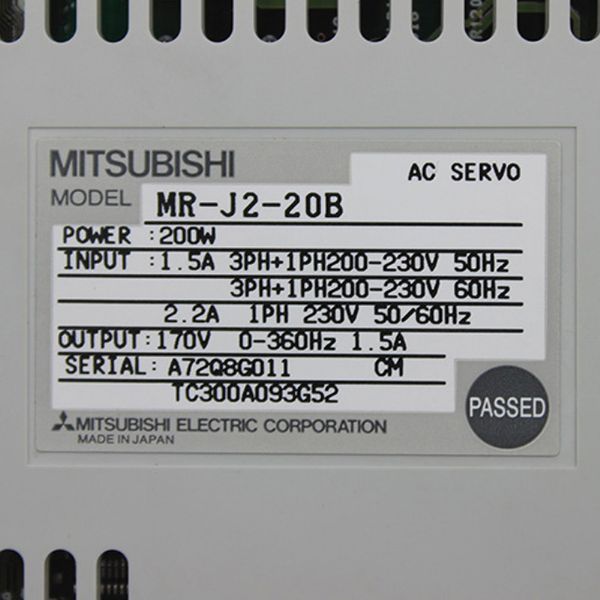 MITSUBISHI
AC SERVO
MODEL MR-J2-20B
POWER :200W
INPUT :1.5A 3PH+1PH200-230V 50Hz
3PH+1PH200-230V 60Hz
2.2A 1PH 230V 50/60Hz
OUTPUT:170V 0-360Hz 1.5A
SERIAL: A72Q8G011 CM
TC300A093G52
PASSED
MITSUBISHI ELECTRIC CORPORATION
MADE IN JAPAN